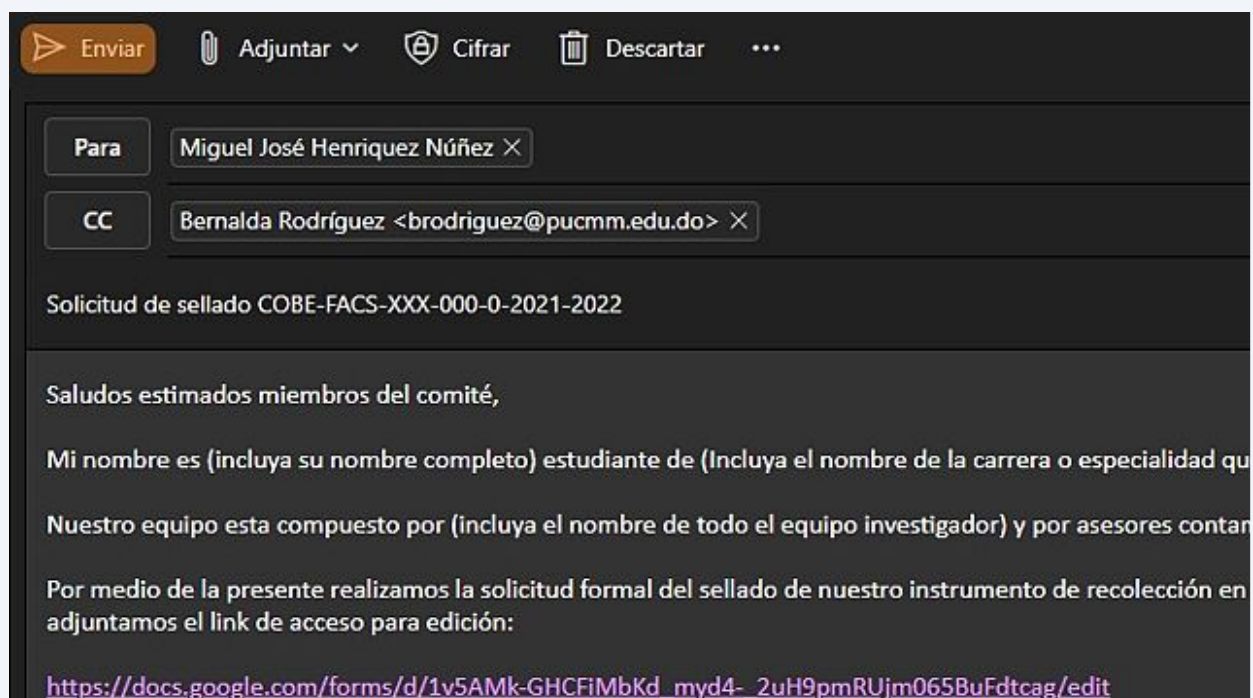 Enviar Adjuntar Cifrar Descartar ...
Para Miguel José Henriquez Núñez
CC Bernalda Rodríguez <brodriguez@pucmm.edu.do>
Solicitud de sellado COBE-FACS-XXX-000-0-2021-2022
Saludos estimados miembros del comité,
Mi nombre es (incluya su nombre completo) estudiante de (Incluya el nombre de la carrera o especialidad qu
Nuestro equipo esta compuesto por (incluya el nombre de todo el equipo investigador) y por asesores contar
Por medio de la presente realizamos la solicitud formal del sellado de nuestro instrumento de recolección en
adjuntamos el link de acceso para edición:
https://docs.google.com/forms/d/1v5AMk-GHCFiMbKd_myd4-_2uH9pmRUjm065BuFdtcag/edit